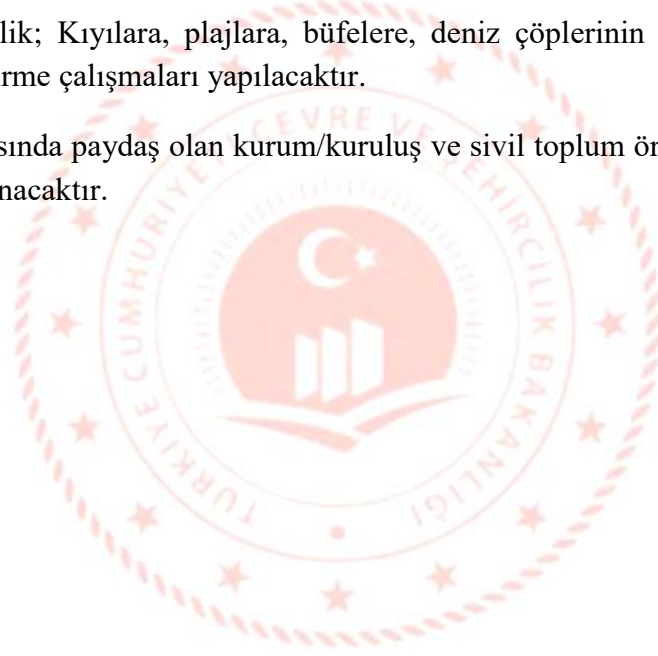 lik; Kıyılara, plajlara, büfelere, deniz çöplerinin
rme çalışmaları yapılacaktır.
sında paydaş olan kurum/kuruluş ve sivil toplum ör
nacaktır.
TÜRKİYE CUMHURİYETİ ÇEVRE VE ŞEHİRCİLİK BAKANLIĞI